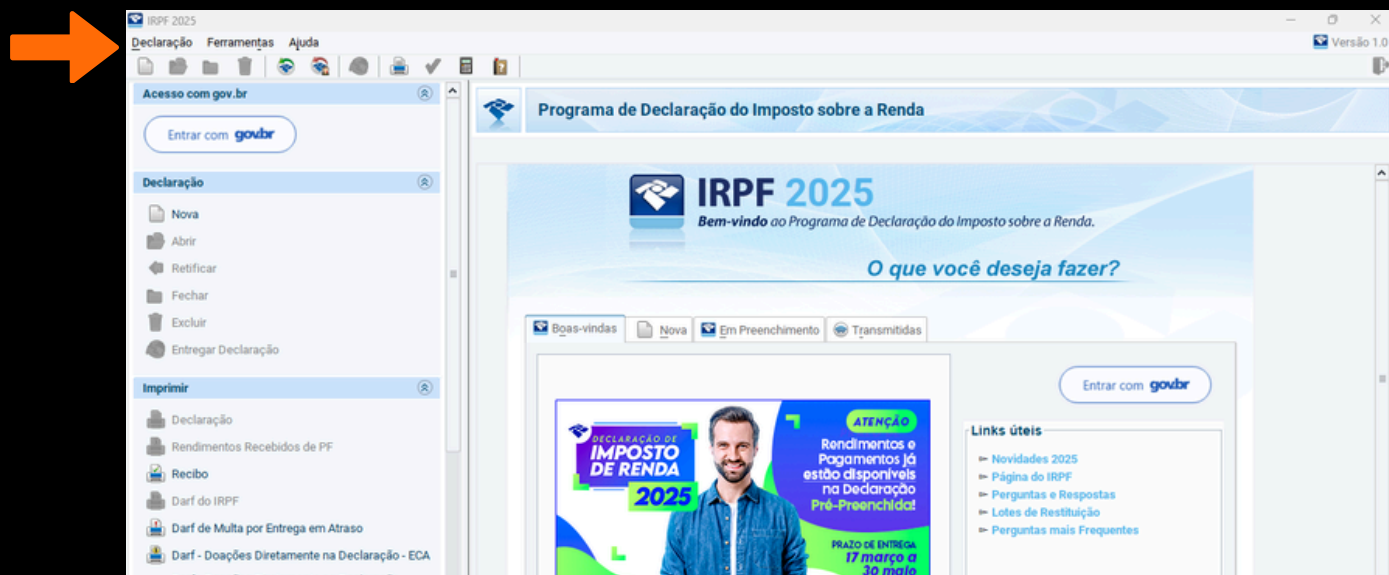 IRPF 2025
Declaração Ferramentas Ajuda
Versão 1.0
Acesso com gov.br
Entrar com gov.br
Declaração
Nova
Abrir
Retificar
Fechar
Excluir
Entregar Declaração
Imprimir
Declaração
Rendimentos Recebidos de PF
Recibo
Darf do IRPF
Darf de Multa por Entrega em Atraso
Darf - Doações Diretamente na Declaração - ECA
Programa de Declaração do Imposto sobre a Renda
IRPF 2025
Bem-vindo ao Programa de Declaração do Imposto sobre a Renda.
O que você deseja fazer?
Boas-vindas Nova Em Preenchimento Transmitidas
DECLARAÇÃO DE
IMPOSTO
DE RENDA
2025
ATENÇÃO
Rendimentos e
Pagamentos já
estão disponíveis
na Declaração
Pré-Preenchida!
PRAZO DE ENTREGA
17 março a
30 maio
Entrar com gov.br
Links úteis
Novidades 2025
Página do IRPF
Perguntas e Respostas
Lotes de Restituição
Perguntas mais Frequentes